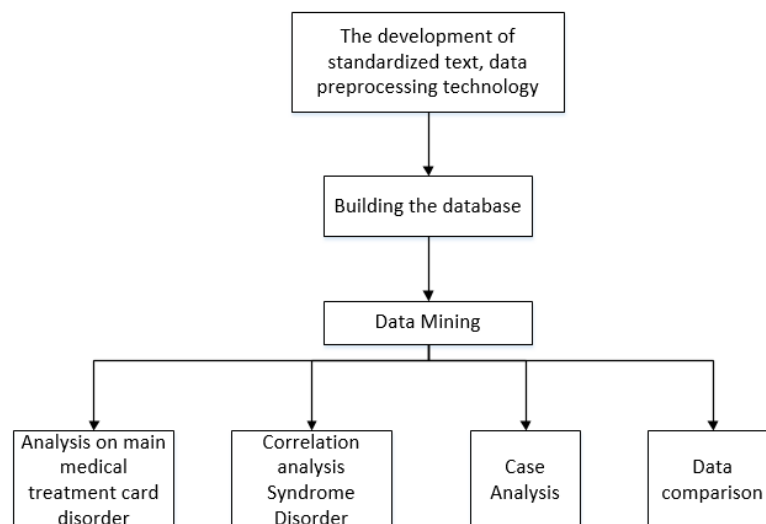 The development of
standardized text, data
preprocessing technology
Building the database
Data Mining
Analysis on main
medical
treatment card
disorder
Correlation
analysis
Syndrome
Disorder
Case
Analysis
Data
comparison